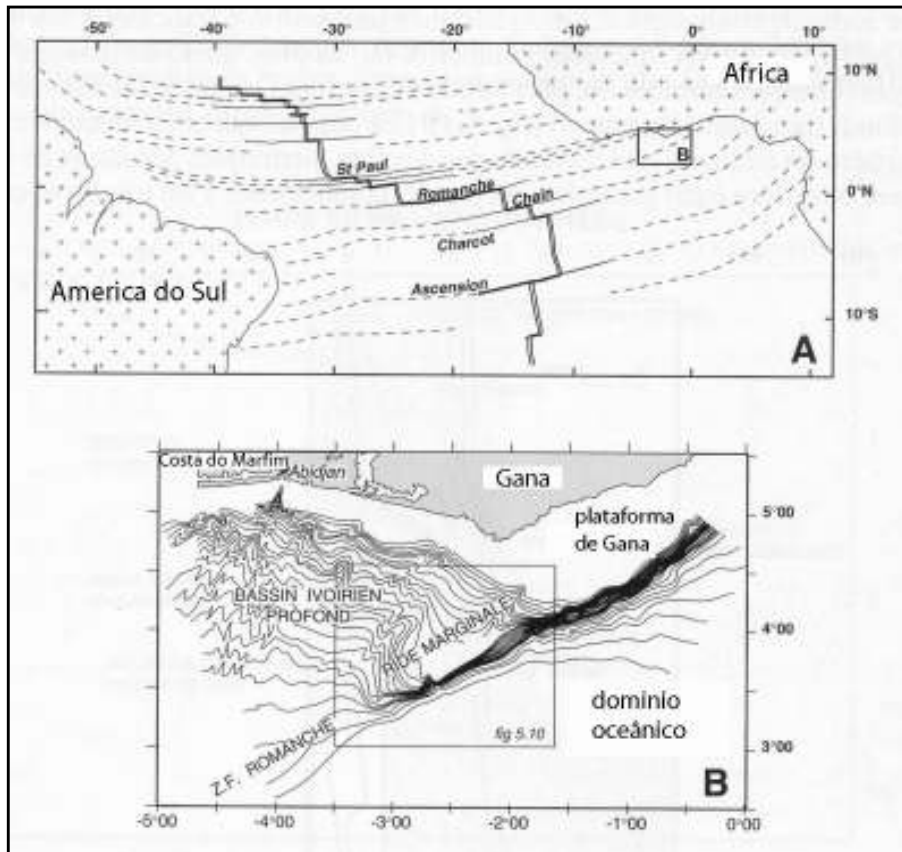 -50° -40° -30° -20° -10° 0° 10°
Africa
10°N
B
St Paul
Romanche
Chain
0°N
Charcot
America do Sul
Ascension
10°S
A
Costa do Marfim
Abidjan
Gana
5°00
plataforma
de Gana
BASSIN IVOIRIEN
PROFOND
RIDE MARGINALE
4°00
dominio
oceânico
fig 5.10
Z.F. ROMANCHE
3°00
B
-5°00 -4°00 -3°00 -2°00 -1°00 0°00